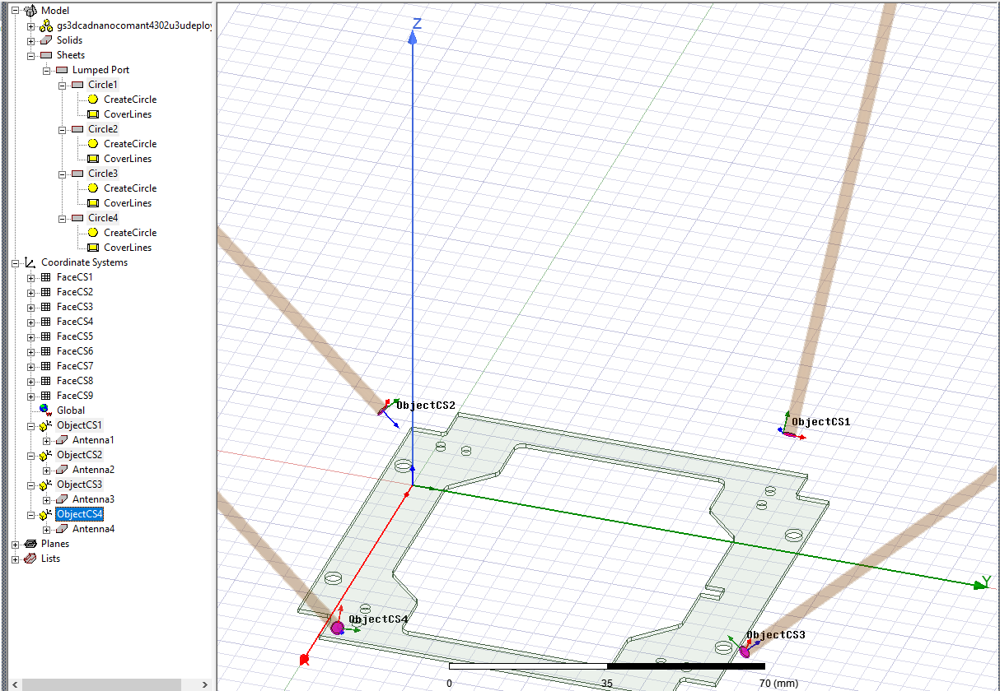 Model
gs3dcadnanocomant4302u3udeploy
Solids
Sheets
Lumped Port
Circle1
CreateCircle
CoverLines
Circle2
CreateCircle
CoverLines
Circle3
CreateCircle
CoverLines
Circle4
CreateCircle
CoverLines
Coordinate Systems
FaceCS1
FaceCS2
FaceCS3
FaceCS4
FaceCS5
FaceCS6
FaceCS7
FaceCS8
FaceCS9
Global
ObjectCS1
Antenna1
ObjectCS2
Antenna2
ObjectCS3
Antenna3
ObjectCS4
Antenna4
Planes
Lists
Z
ObjectCS2
ObjectCS1
Y
ObjectCS4
ObjectCS3
X
0 35 70 (mm)